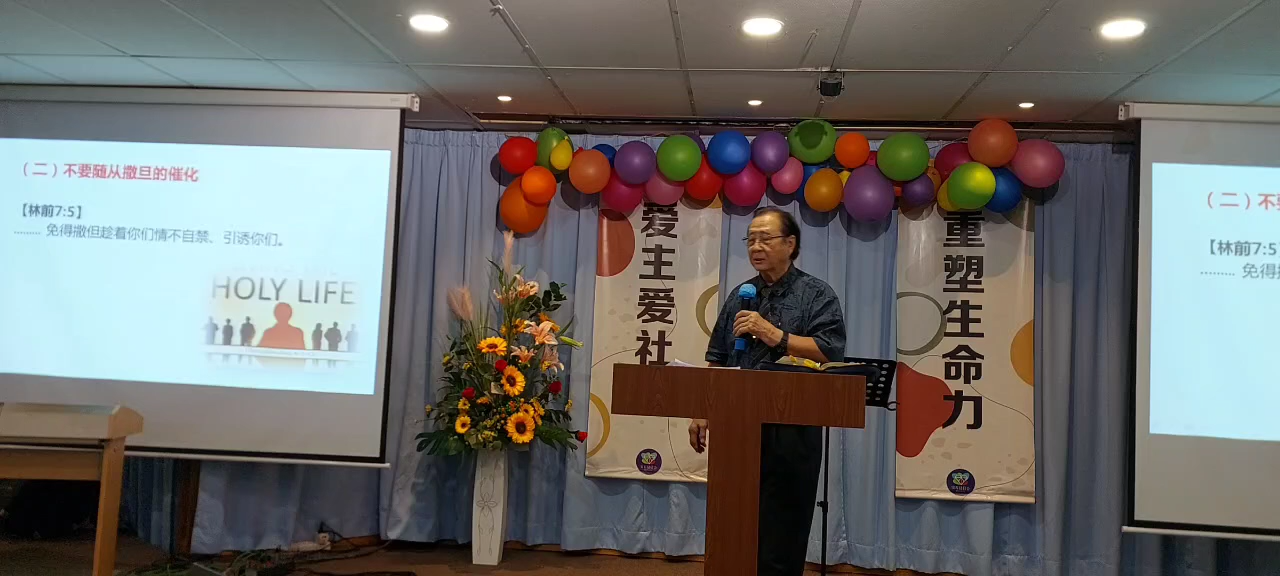 （二）不要随从撒旦的催化
【林前7:5】
……… 免得撒但趁着你们情不自禁、引诱你们。
HOLY LIFE
爱主爱社
重塑生命力
（二）不
【林前7:5
……… 免得